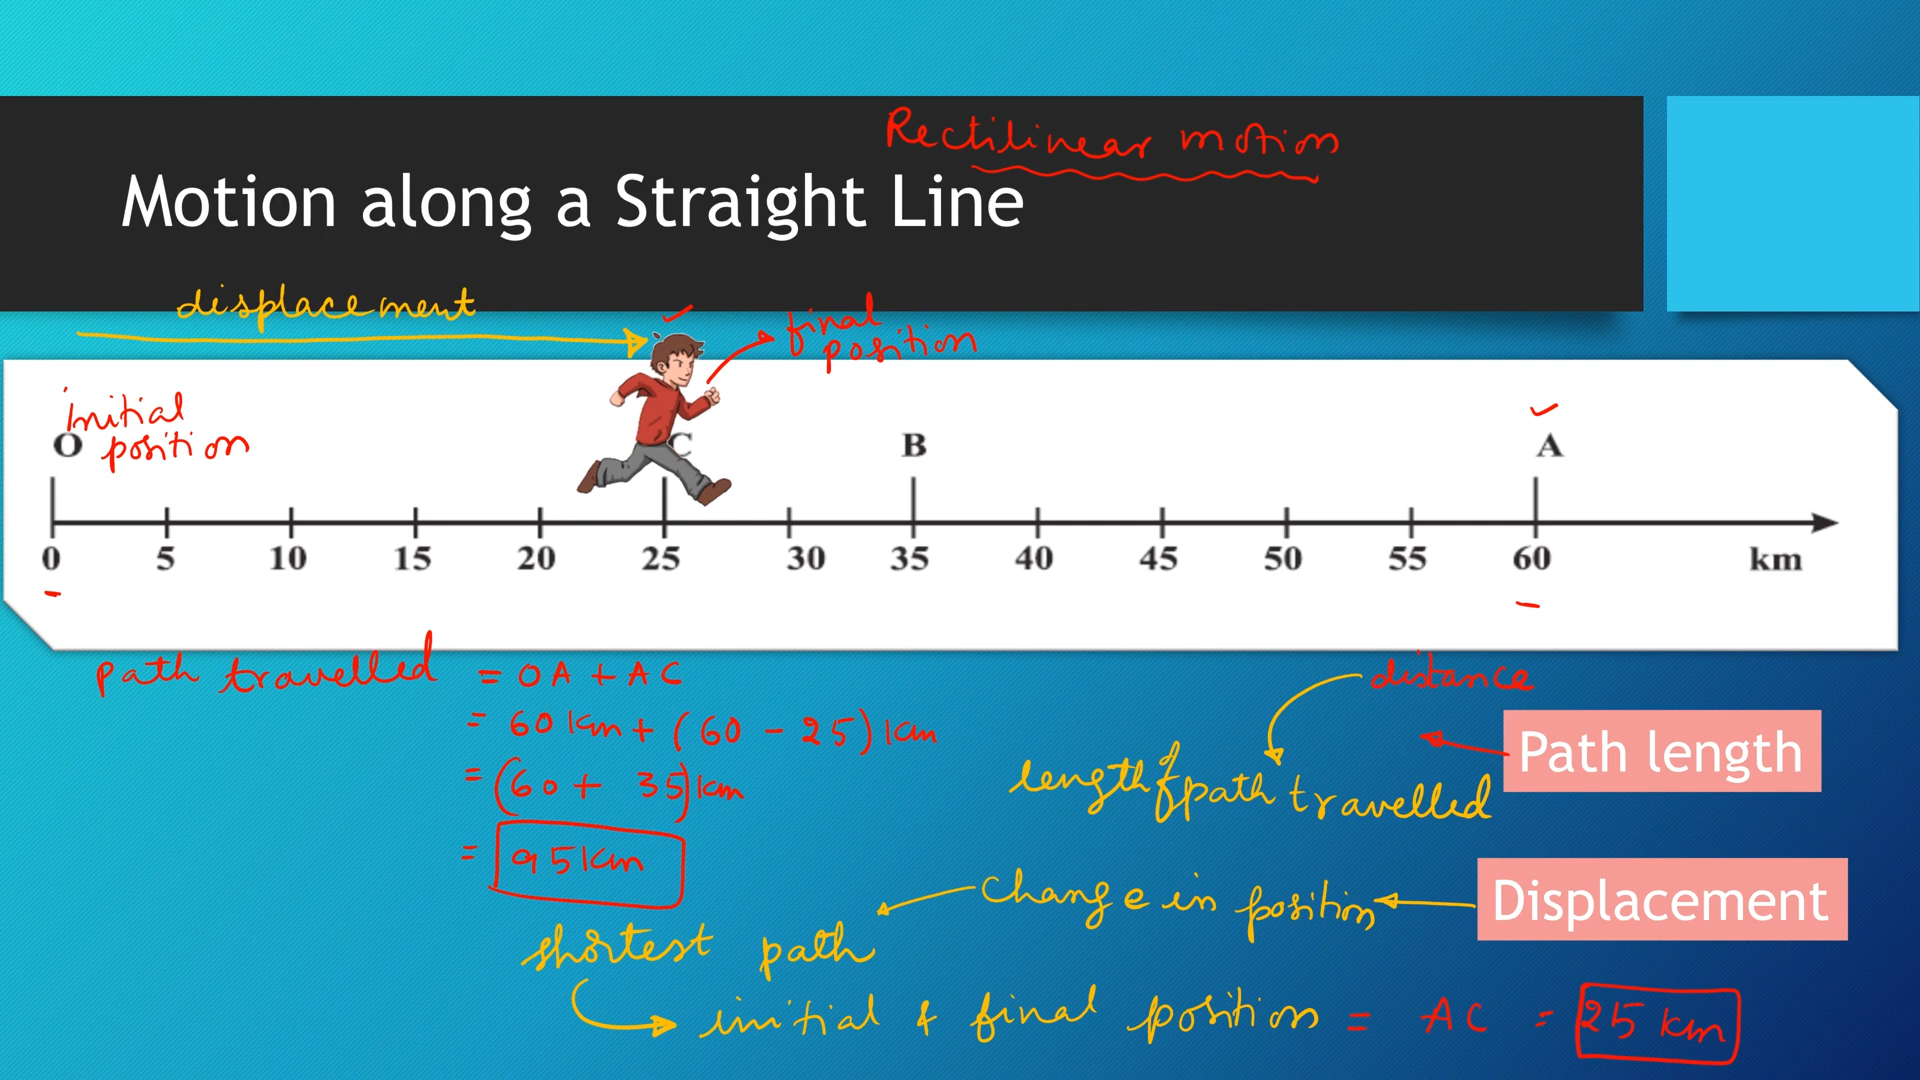 Rectilinear motion
Motion along a Straight Line
displacement
final
position
initial
position
O C B A
0 5 10 15 20 25 30 35 40 45 50 55 60 km
path travelled = OA + AC
= 60 km + (60 - 25) km
= (60 + 35) km
= 95 km
distance
Path length
length of path travelled
Displacement
change in position
shortest path
initial & final position = AC = 25 km